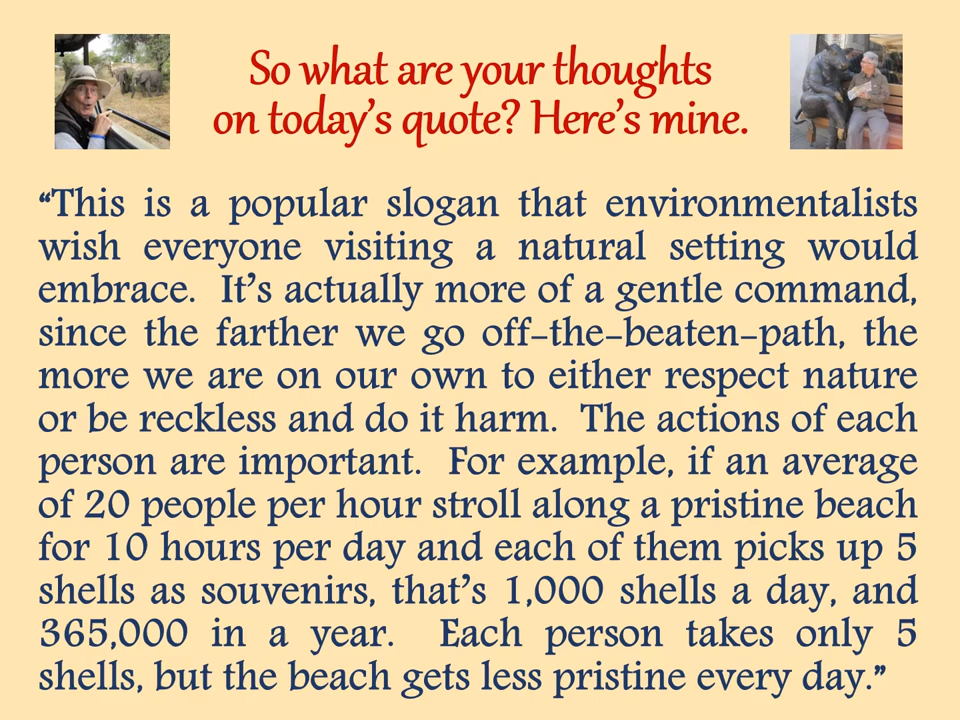 So what are your thoughts
on today’s quote? Here’s mine.
“This is a popular slogan that environmentalists
wish everyone visiting a natural setting would
embrace. It’s actually more of a gentle command,
since the farther we go off-the-beaten-path, the
more we are on our own to either respect nature
or be reckless and do it harm. The actions of each
person are important. For example, if an average
of 20 people per hour stroll along a pristine beach
for 10 hours per day and each of them picks up 5
shells as souvenirs, that’s 1,000 shells a day, and
365,000 in a year. Each person takes only 5
shells, but the beach gets less pristine every day.”